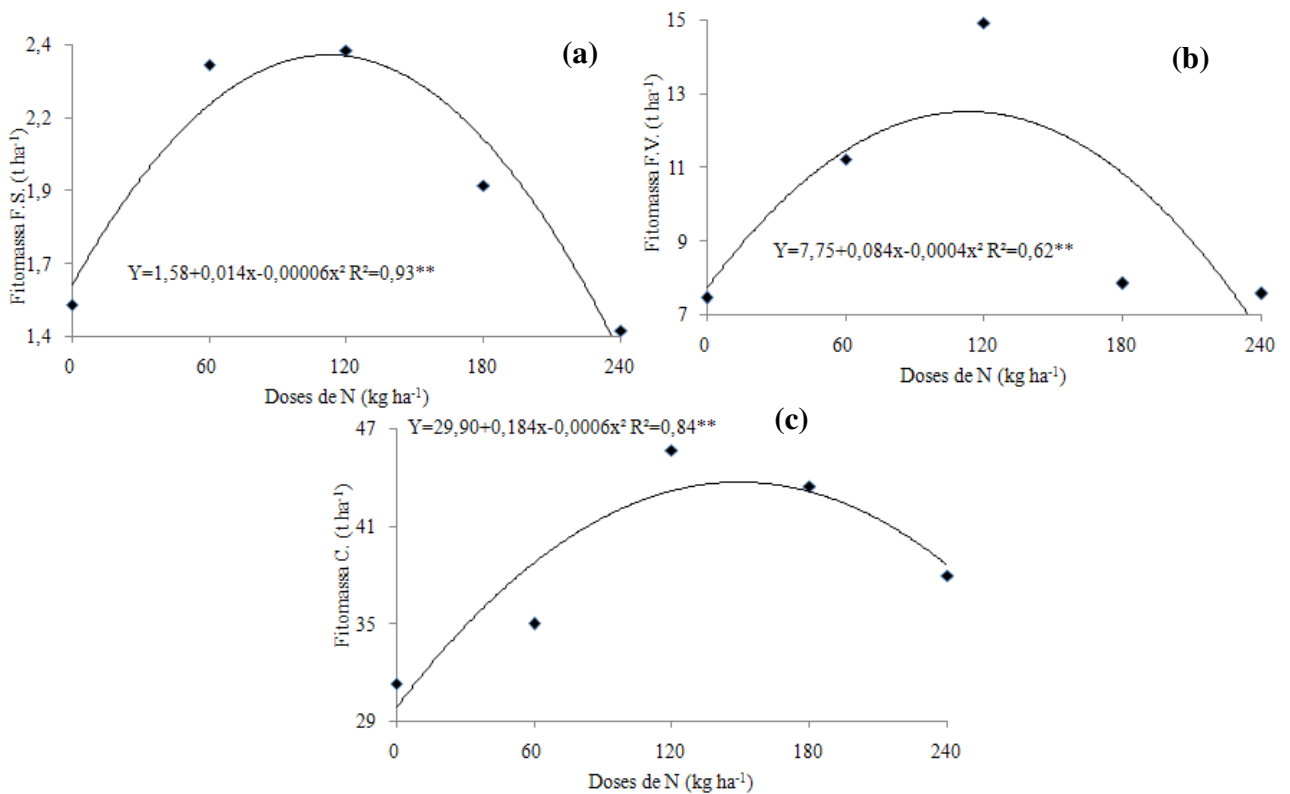 (a)
Fitomassa F.S. (t ha⁻¹)
2,4
2,2
1,9
1,7
1,4
Y=1,58+0,014x-0,00006x² R²=0,93**
0 60 120 180 240
Doses de N (kg ha⁻¹)
(b)
Fitomassa F.V. (t ha⁻¹)
15
13
11
9
7
Y=7,75+0,084x-0,0004x² R²=0,62**
0 60 120 180 240
Doses de N (kg ha⁻¹)
(c)
Y=29,90+0,184x-0,0006x² R²=0,84**
Fitomassa C. (t ha⁻¹)
47
41
35
29
0 60 120 180 240
Doses de N (kg ha⁻¹)